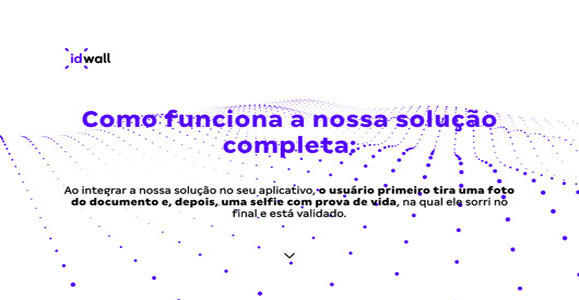 idwall
Como funciona a nossa solução
completa:
Ao integrar a nossa solução no seu aplicativo, o usuário primeiro tira uma foto
do documento e, depois, uma selfie com prova de vida, na qual ele sorri no
final e está validado.